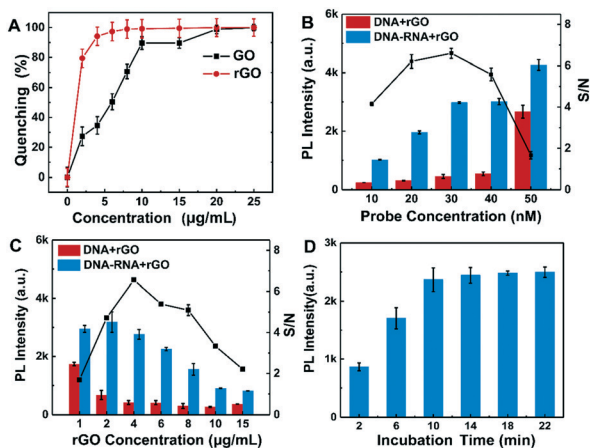 A
Quenching (%)
100
80
60
40
20
0
GO
rGO
0 5 10 15 20 25
Concentration (µg/mL)
B
DNA+rGO
DNA-RNA+rGO
PL Intensity (a.u.)
6k
4k
2k
0
8
6
4
2
0
S/N
10 20 30 40 50
Probe Concentration (nM)
C
DNA+rGO
DNA-RNA+rGO
PL Intensity (a.u.)
6k
4k
2k
0
8
6
4
2
0
S/N
1 2 4 6 8 10 15
rGO Concentration (µg/mL)
D
PL Intensity(a.u.)
3k
2k
1k
0
2 6 10 14 18 22
Incubation Time (min)